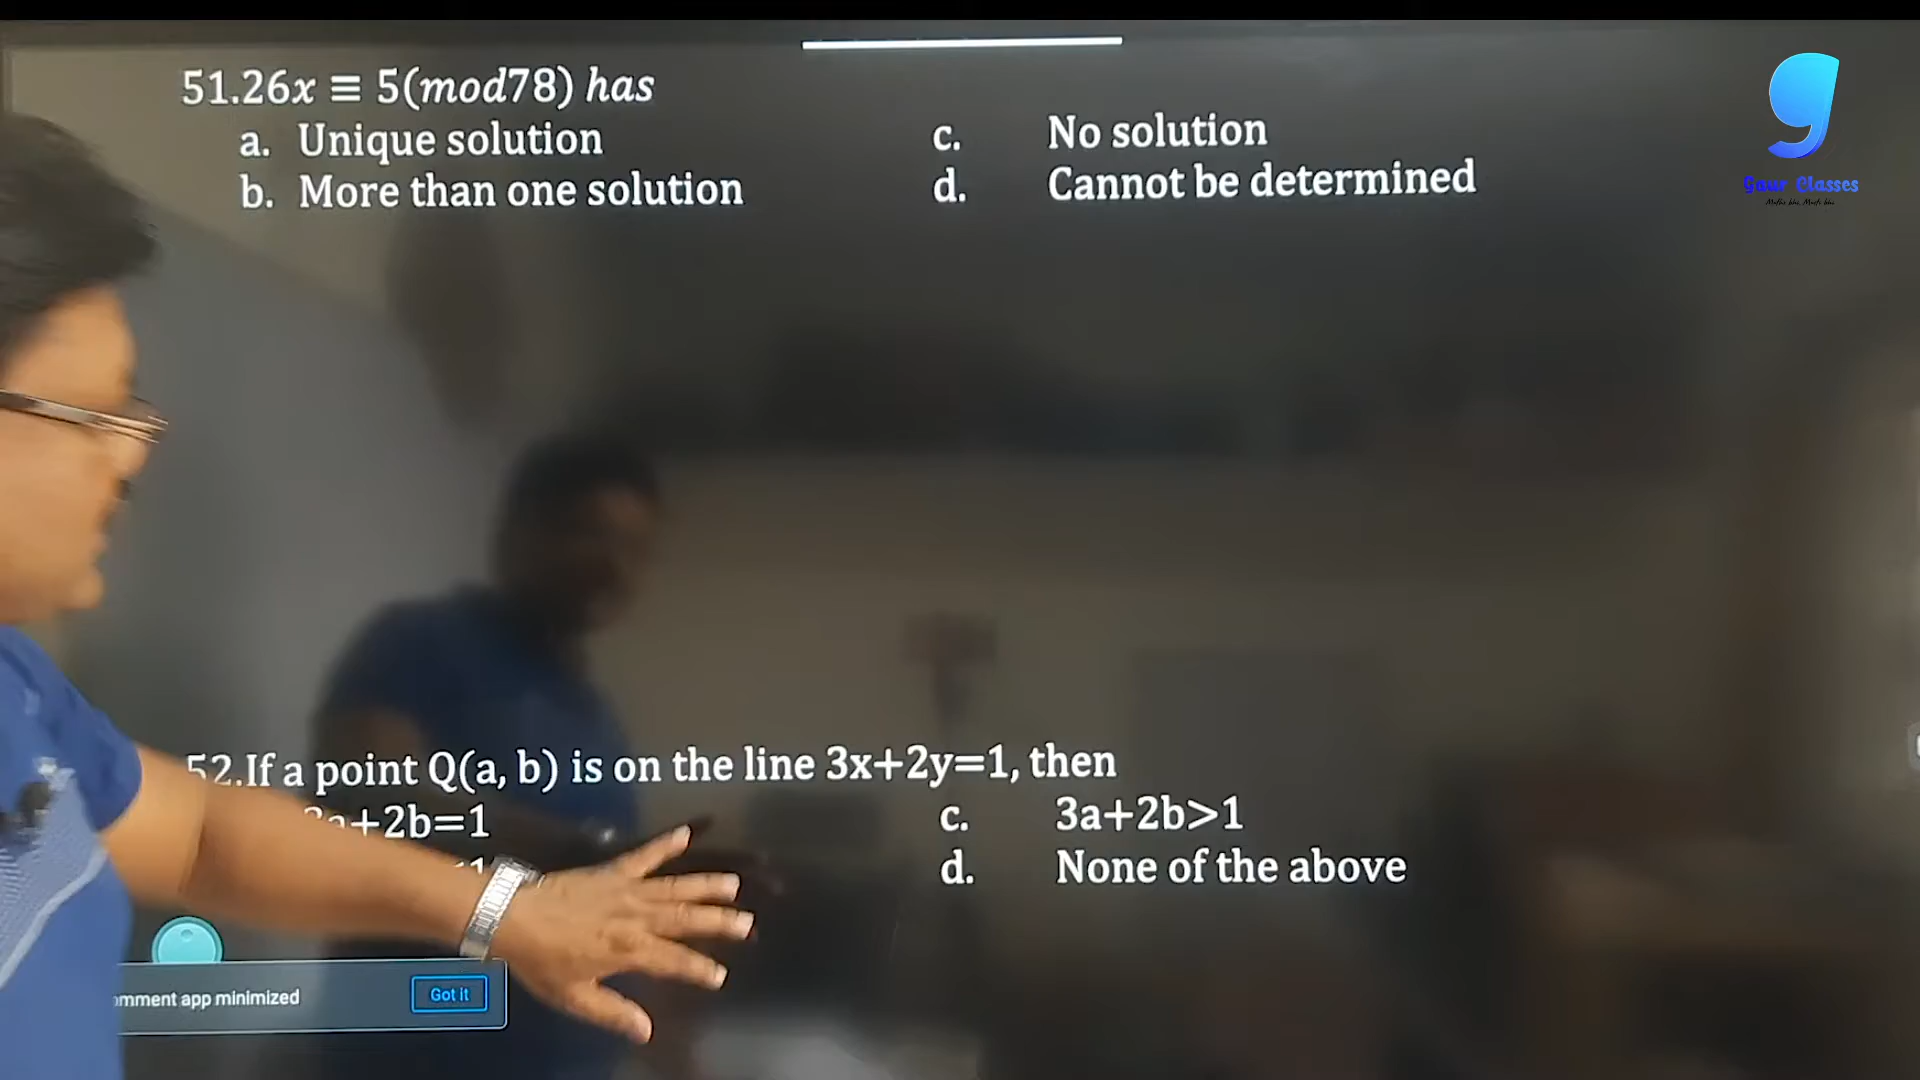 51.26x ≡ 5(mod78) has
a. Unique solution
b. More than one solution
c. No solution
d. Cannot be determined
g
Gour Classes
52.If a point Q(a, b) is on the line 3x+2y=1, then
+2b=1
c. 3a+2b>1
d. None of the above
app minimized
Got it